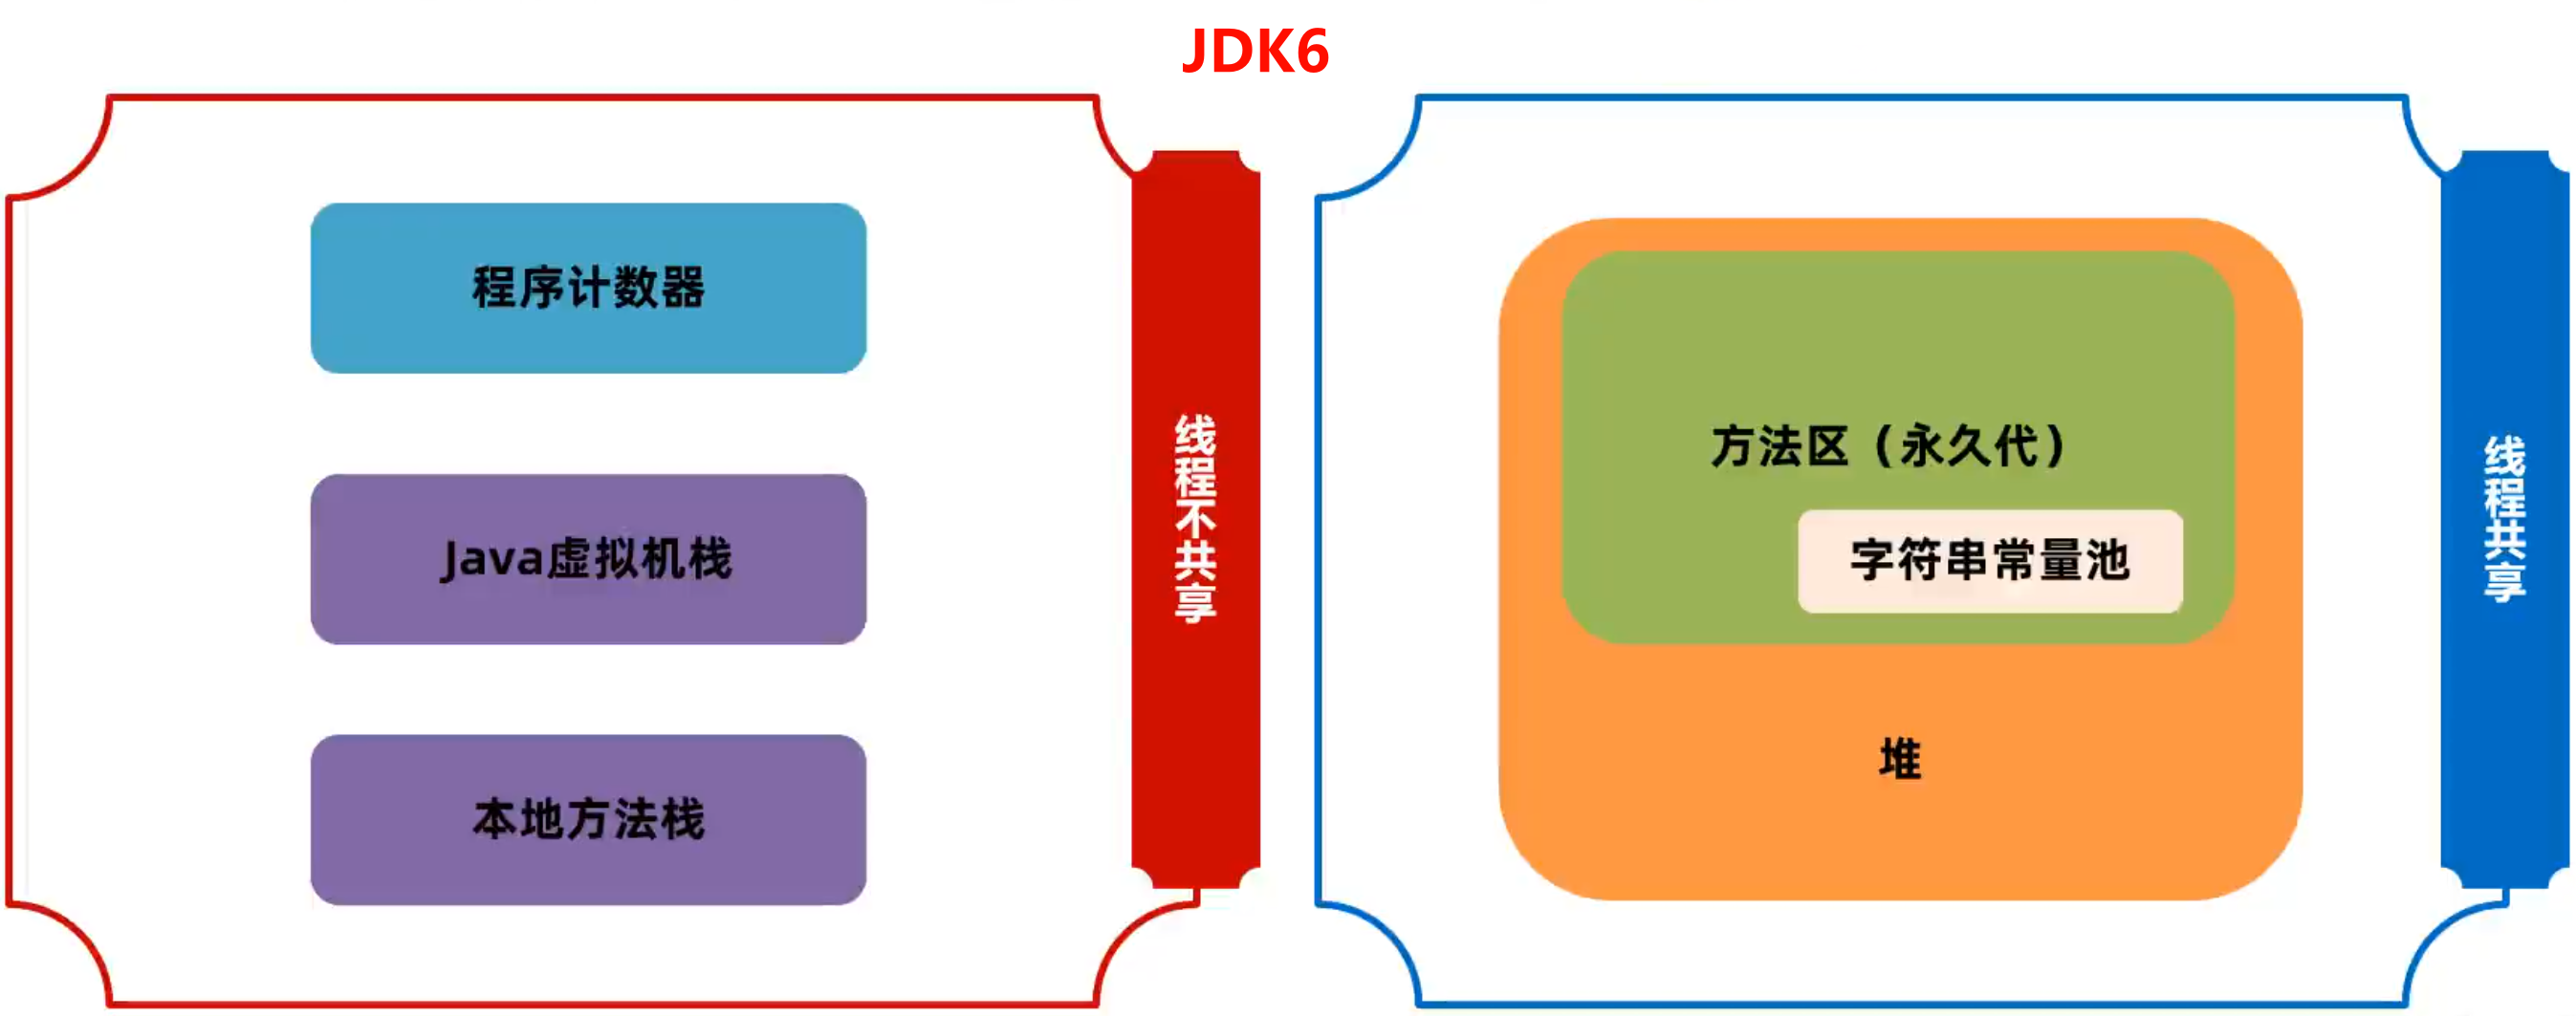 JDK6
程序计数器
Java虚拟机栈
本地方法栈
线程不共享
方法区（永久代）
字符串常量池
堆
线程共享